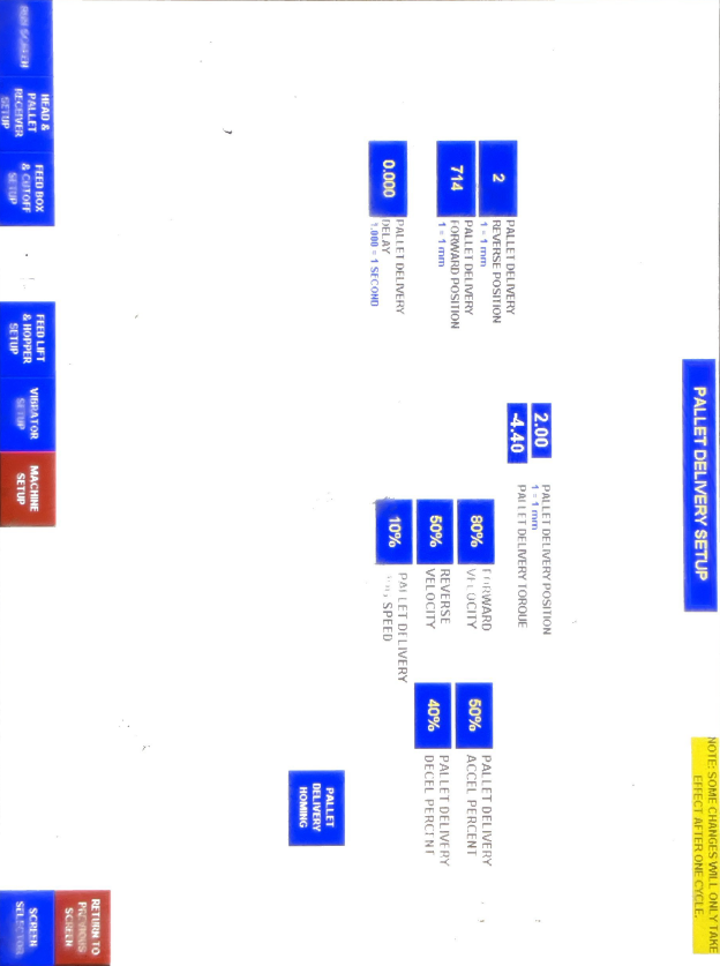 PALLET DELIVERY SETUP
NOTE: SOME CHANGES WILL ONLY TAKE
EFFECT AFTER ONE CYCLE.
2.00
PALLET DELIVERY POSITION
1 = 1 mm
-4.40
PALLET DELIVERY TORQUE
2
PALLET DELIVERY
REVERSE POSITION
1 = 1 mm
714
PALLET DELIVERY
FORWARD POSITION
1 = 1 mm
0.000
PALLET DELIVERY
DELAY
1.000 = 1 SECOND
80%
FORWARD
VELOCITY
50%
REVERSE
VELOCITY
10%
PALLET DELIVERY
SPEED
50%
PALLET DELIVERY
ACCEL PERCENT
40%
PALLET DELIVERY
DECEL PERCENT
PALLET
DELIVERY
HOMING
RETURN TO
PREVIOUS
SCREEN
RUN SCREEN
HEAD &
PALLET
RECEIVER
SETUP
FEED BOX
& CUTOFF
SETUP
FEED LIFT
& HOPPER
SETUP
VIBRATOR
SETUP
MACHINE
SETUP
SCREEN
SELECTOR